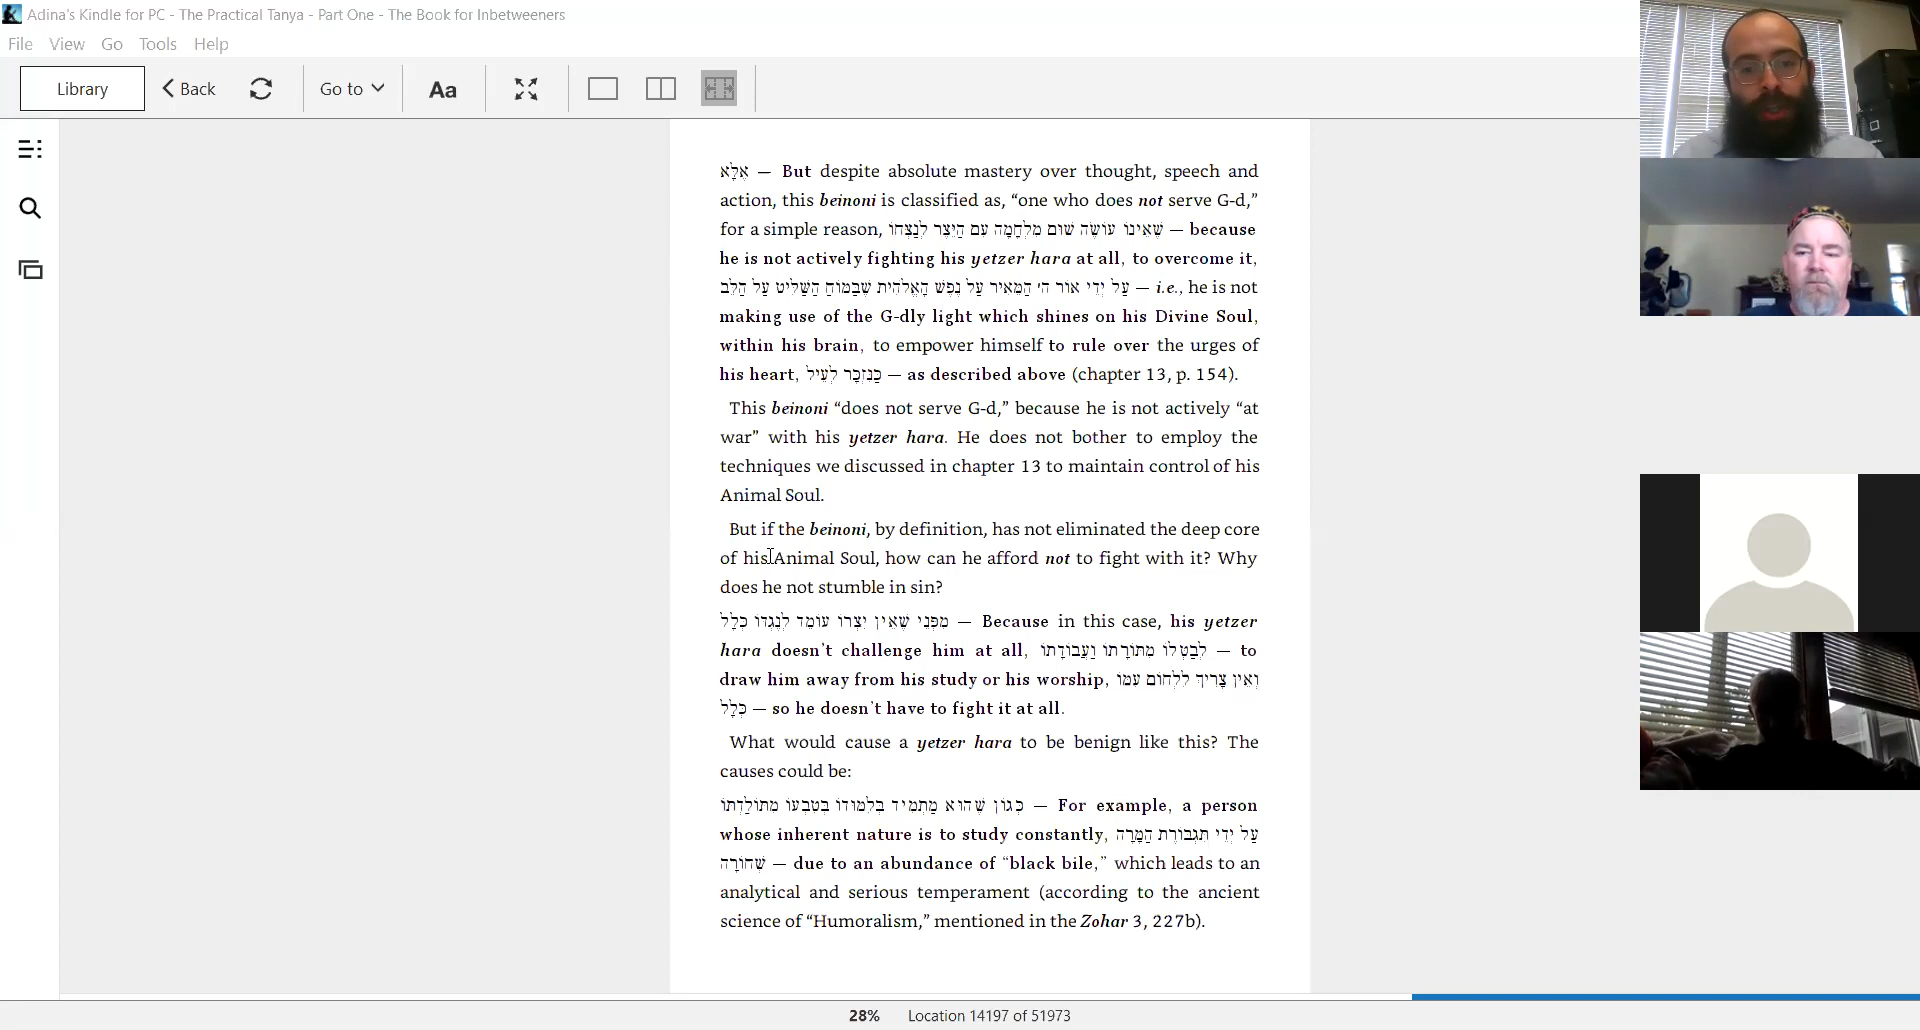 Adina's Kindle for PC - The Practical Tanya - Part One - The Book for Inbetweeners
File View Go Tools Help
Library Back Go to Aa
אֶלָּא — But despite absolute mastery over thought, speech and
action, this beinoni is classified as, “one who does not serve G-d,”
for a simple reason, שֶׁאֵינוֹ עוֹשֶׂה שׁוּם מִלְחָמָה עִם הַיֵּצֶר לְנַצְּחוֹ — because
he is not actively fighting his yetzer hara at all, to overcome it,
עַל יְדֵי אוֹר ה׳ הַמֵּאִיר עַל נֶפֶשׁ הָאֱלֹהִית שֶׁבַּמּוֹחַ הַשַּׁלִּיט עַל הַלֵּב — i.e., he is not
making use of the G-dly light which shines on his Divine Soul,
within his brain, to empower himself to rule over the urges of
his heart, כַּנִּזְכָּר לְעֵיל — as described above (chapter 13, p. 154).
This beinoni “does not serve G-d,” because he is not actively “at
war” with his yetzer hara. He does not bother to employ the
techniques we discussed in chapter 13 to maintain control of his
Animal Soul.
But if the beinoni, by definition, has not eliminated the deep core
of his Animal Soul, how can he afford not to fight with it? Why
does he not stumble in sin?
מִפְּנֵי שֶׁאֵין יִצְרוֹ עוֹמֵד לְנֶגְדּוֹ כְּלָל — Because in this case, his yetzer
hara doesn’t challenge him at all, לְבַטְּלוֹ מִתּוֹרָתוֹ וַעֲבוֹדָתוֹ — to
draw him away from his study or his worship, וְאֵין צָרִיךְ לִלְחוֹם עִמּוֹ
כְּלָל — so he doesn’t have to fight it at all.
What would cause a yetzer hara to be benign like this? The
causes could be:
כְּגוֹן שֶׁהוּא מַתְמִיד בְּלִמּוּדוֹ בְּטִבְעוֹ מִתּוֹלַדְתּוֹ — For example, a person
whose inherent nature is to study constantly, עַל יְדֵי תִּגְבּוֹרֶת הַמָּרָה
שְׁחוֹרָה — due to an abundance of “black bile,” which leads to an
analytical and serious temperament (according to the ancient
science of “Humoralism,” mentioned in the Zohar 3, 227b).
28% Location 14197 of 51973